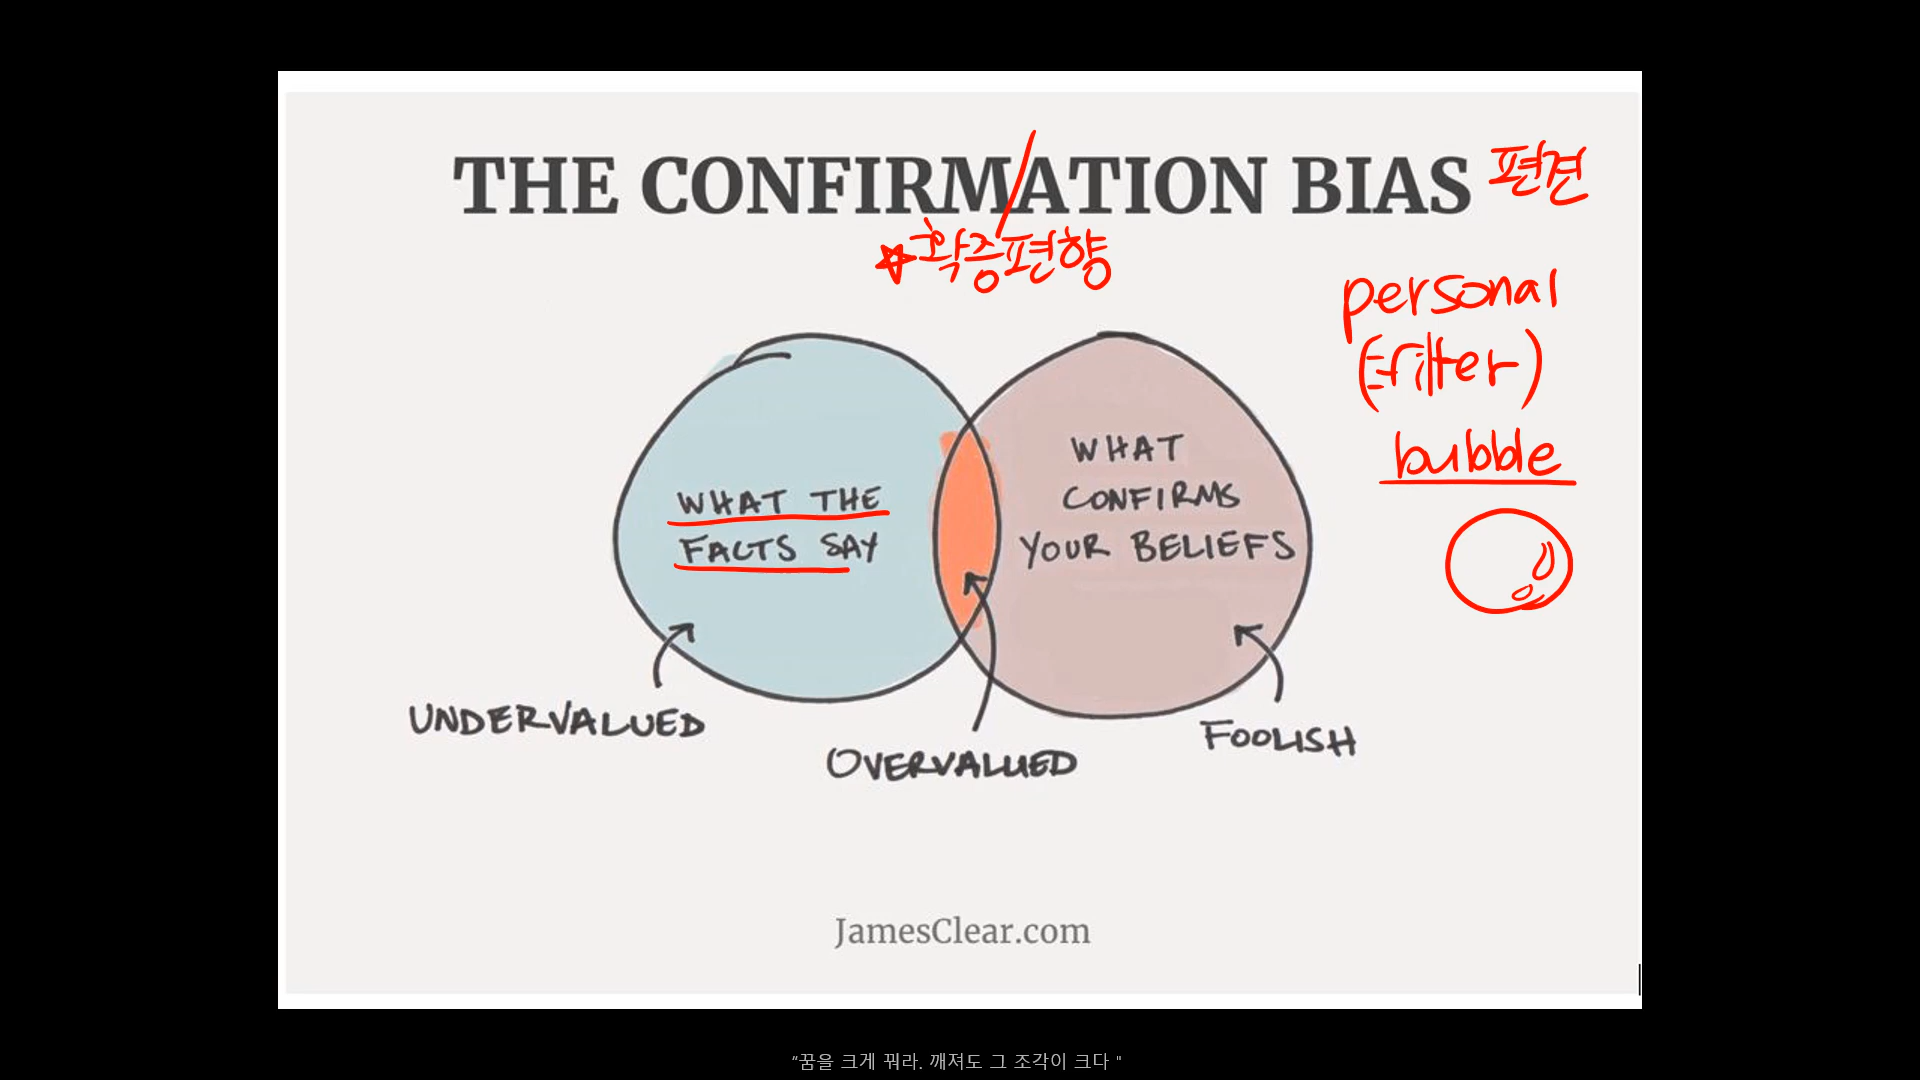 THE CONFIRMATION BIAS 편견
☆확증편향
personal
(filter)
bubble
WHAT THE
FACTS SAY
WHAT
CONFIRMS
YOUR BELIEFS
UNDERVALUED
OVERVALUED
FOOLISH
JamesClear.com
“꿈을 크게 꿔라. 깨져도 그 조각이 크다 "